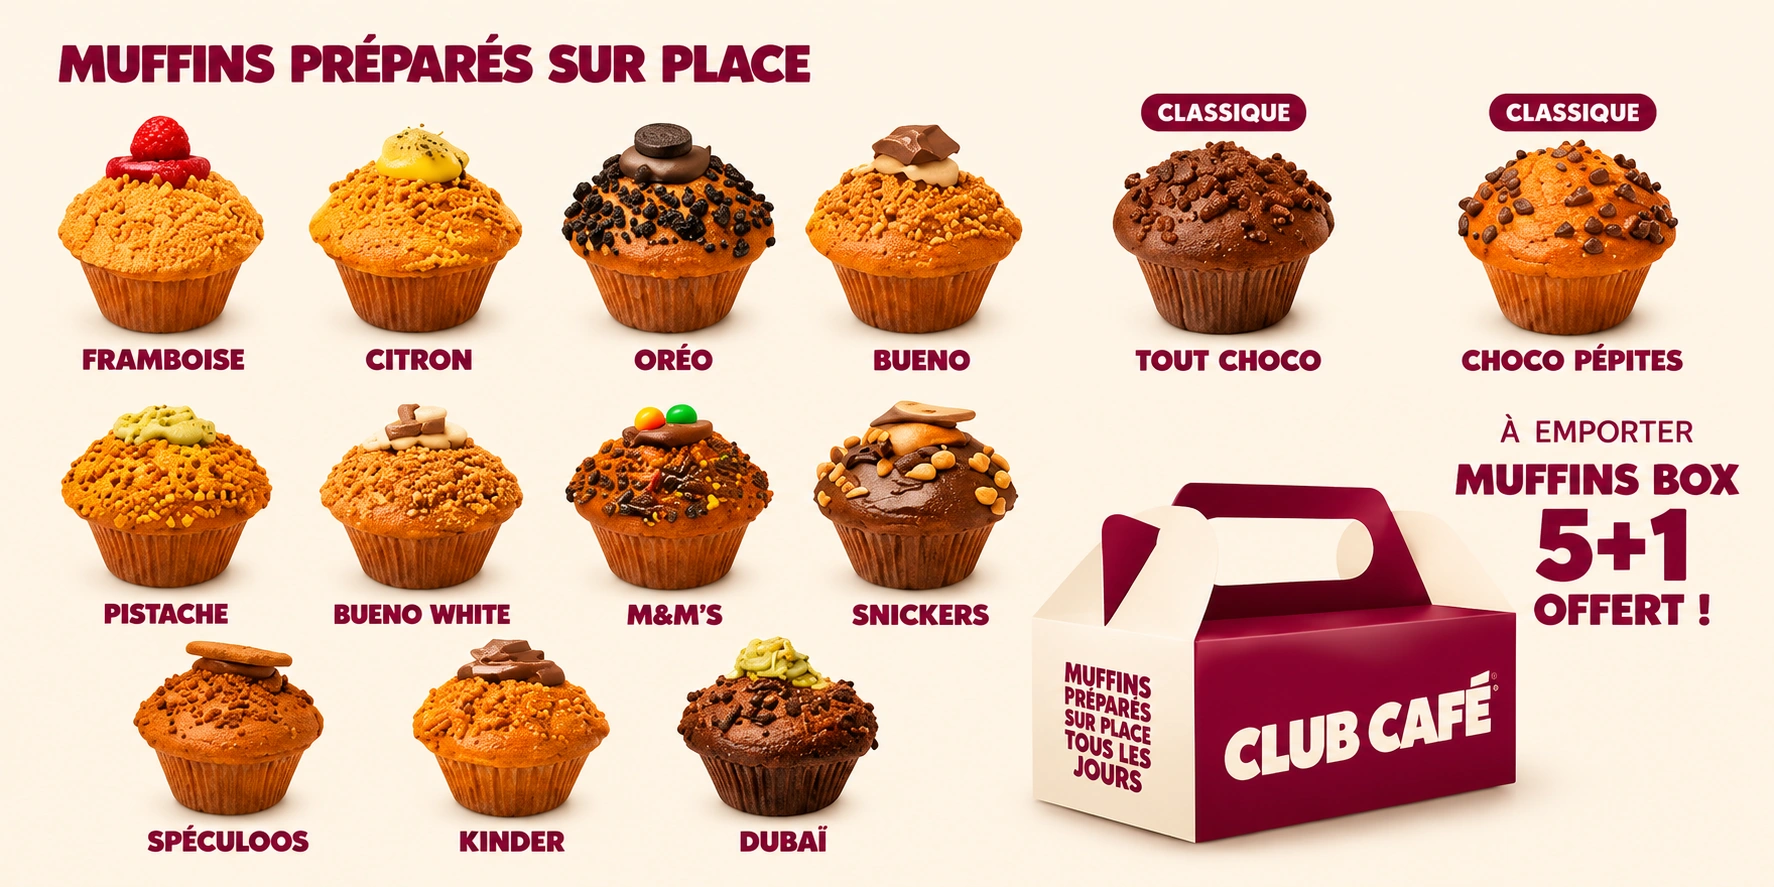 MUFFINS PRÉPARÉS SUR PLACE
CLASSIQUE
CLASSIQUE
FRAMBOISE
CITRON
ORÉO
BUENO
TOUT CHOCO
CHOCO PÉPITES
PISTACHE
BUENO WHITE
M&M'S
SNICKERS
SPÉCULOOS
KINDER
DUBAÏ
À EMPORTER
MUFFINS BOX
5+1
OFFERT !
MUFFINS
PRÉPARÉS
SUR PLACE
TOUS LES
JOURS
CLUB CAFÉ